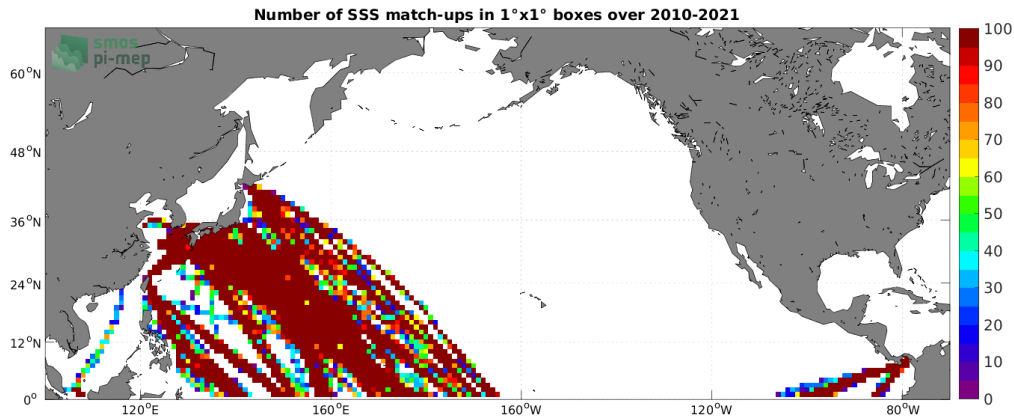 Number of SSS match-ups in 1°x1° boxes over 2010-2021
smos
pi-mep
60°N
48°N
36°N
24°N
12°N
0°
120°E
160°E
160°W
120°W
80°W
100
90
80
70
60
50
40
30
20
10
0